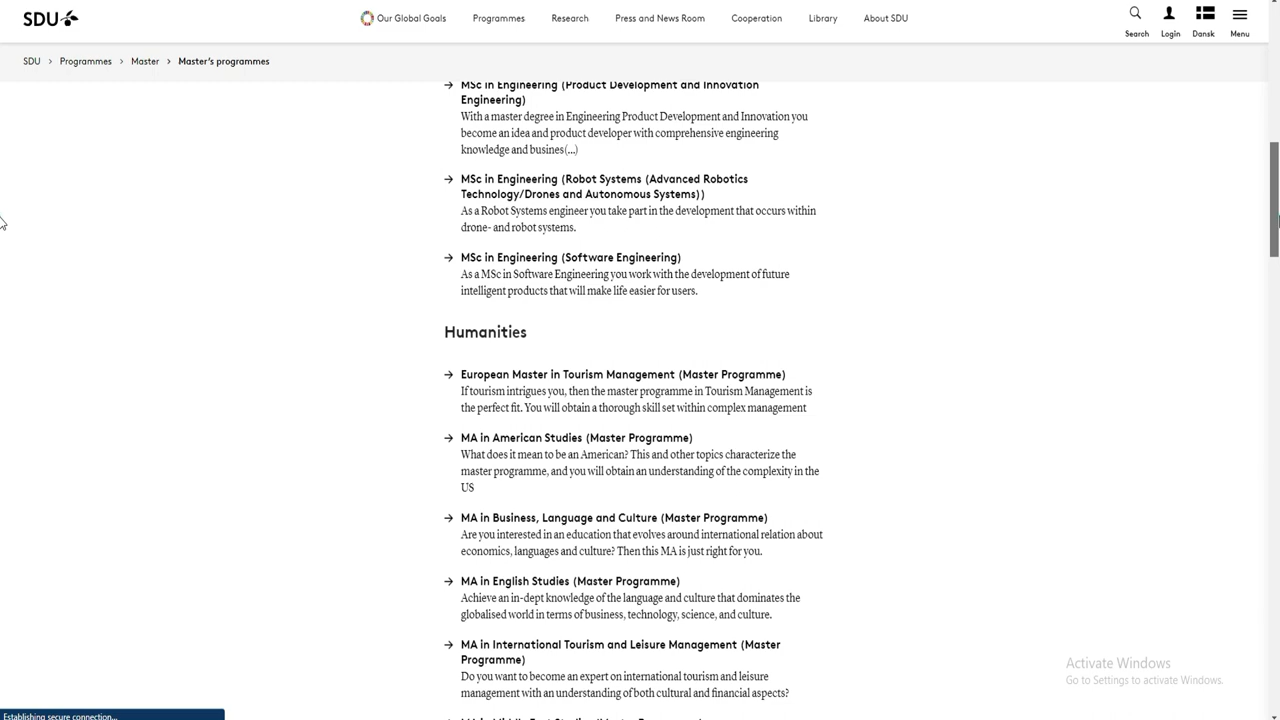 SDU
Our Global Goals
Programmes
Research
Press and News Room
Cooperation
Library
About SDU
Search
Login
Dansk
Menu
SDU > Programmes > Master > Master's programmes
→ MSc in Engineering (Product Development and Innovation
Engineering)
With a master degree in Engineering Product Development and Innovation you
become an idea and product developer with comprehensive engineering
knowledge and busines(...)
→ MSc in Engineering (Robot Systems (Advanced Robotics
Technology/Drones and Autonomous Systems))
As a Robot Systems engineer you take part in the development that occurs within
drone- and robot systems.
→ MSc in Engineering (Software Engineering)
As a MSc in Software Engineering you work with the development of future
intelligent products that will make life easier for users.
Humanities
→ European Master in Tourism Management (Master Programme)
If tourism intrigues you, then the master programme in Tourism Management is
the perfect fit. You will obtain a thorough skill set within complex management
→ MA in American Studies (Master Programme)
What does it mean to be an American? This and other topics characterize the
master programme, and you will obtain an understanding of the complexity in the
US
→ MA in Business, Language and Culture (Master Programme)
Are you interested in an education that evolves around international relation about
economics, languages and culture? Then this MA is just right for you.
→ MA in English Studies (Master Programme)
Achieve an in-dept knowledge of the language and culture that dominates the
globalised world in terms of business, technology, science, and culture.
→ MA in International Tourism and Leisure Management (Master
Programme)
Do you want to become an expert on international tourism and leisure
management with an understanding of both cultural and financial aspects?
Activate Windows
Go to Settings to activate Windows.
Establishing secure connection...